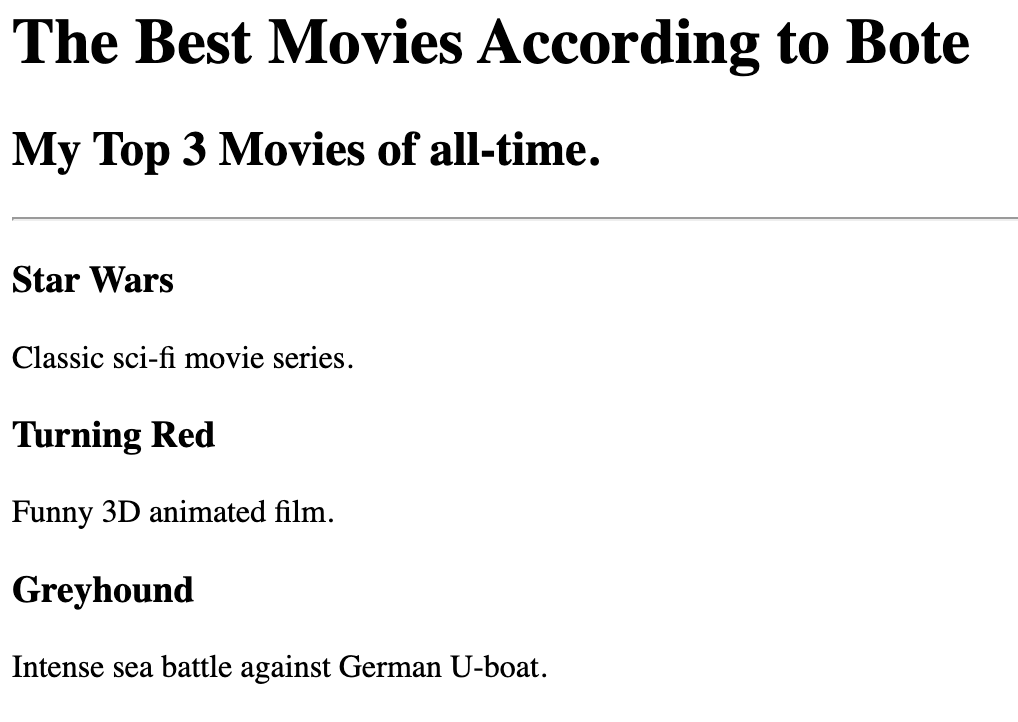 The Best Movies According to Bote
My Top 3 Movies of all-time.
Star Wars
Classic sci-fi movie series.
Turning Red
Funny 3D animated film.
Greyhound
Intense sea battle against German U-boat.